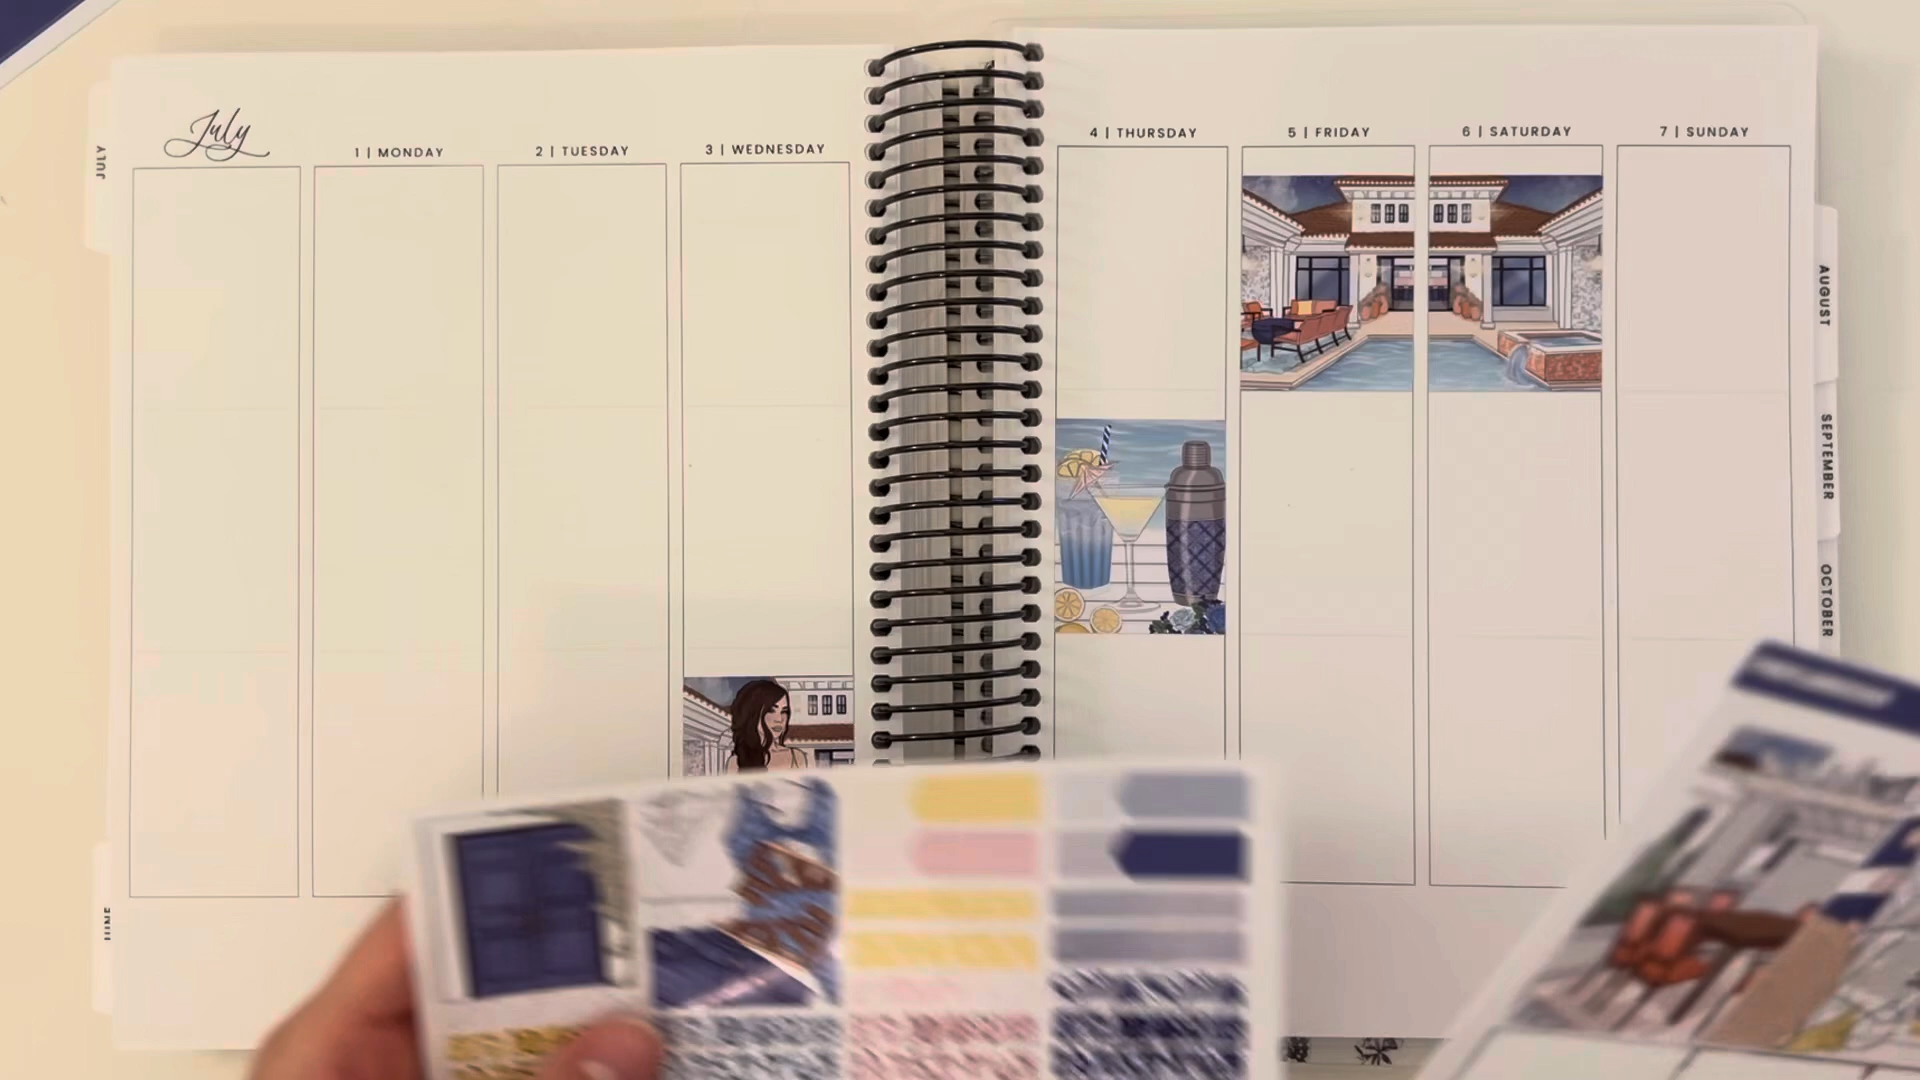 July
1 | MONDAY
2 | TUESDAY
3 | WEDNESDAY
4 | THURSDAY
5 | FRIDAY
6 | SATURDAY
7 | SUNDAY
JULY
JUNE
AUGUST
SEPTEMBER
OCTOBER